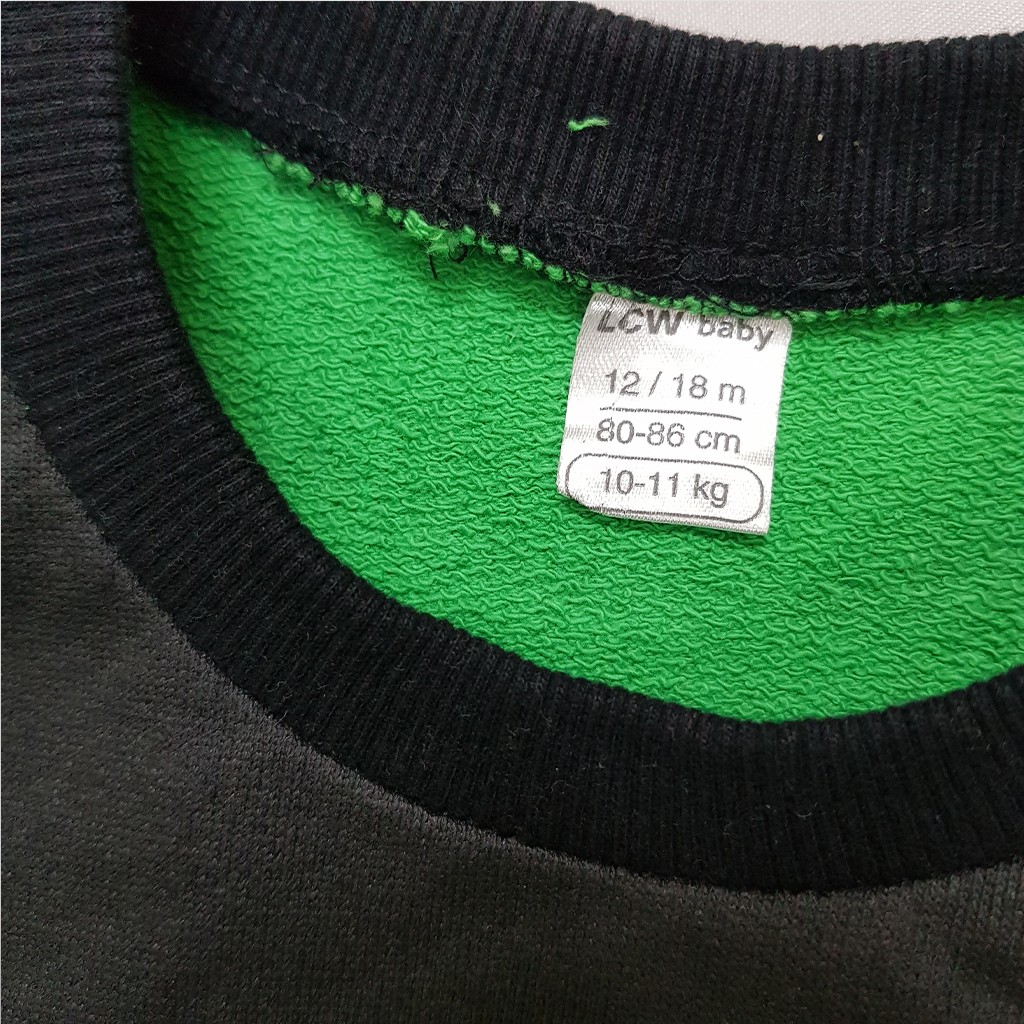 LCW baby
12 / 18 m
80-86 cm
10-11 kg